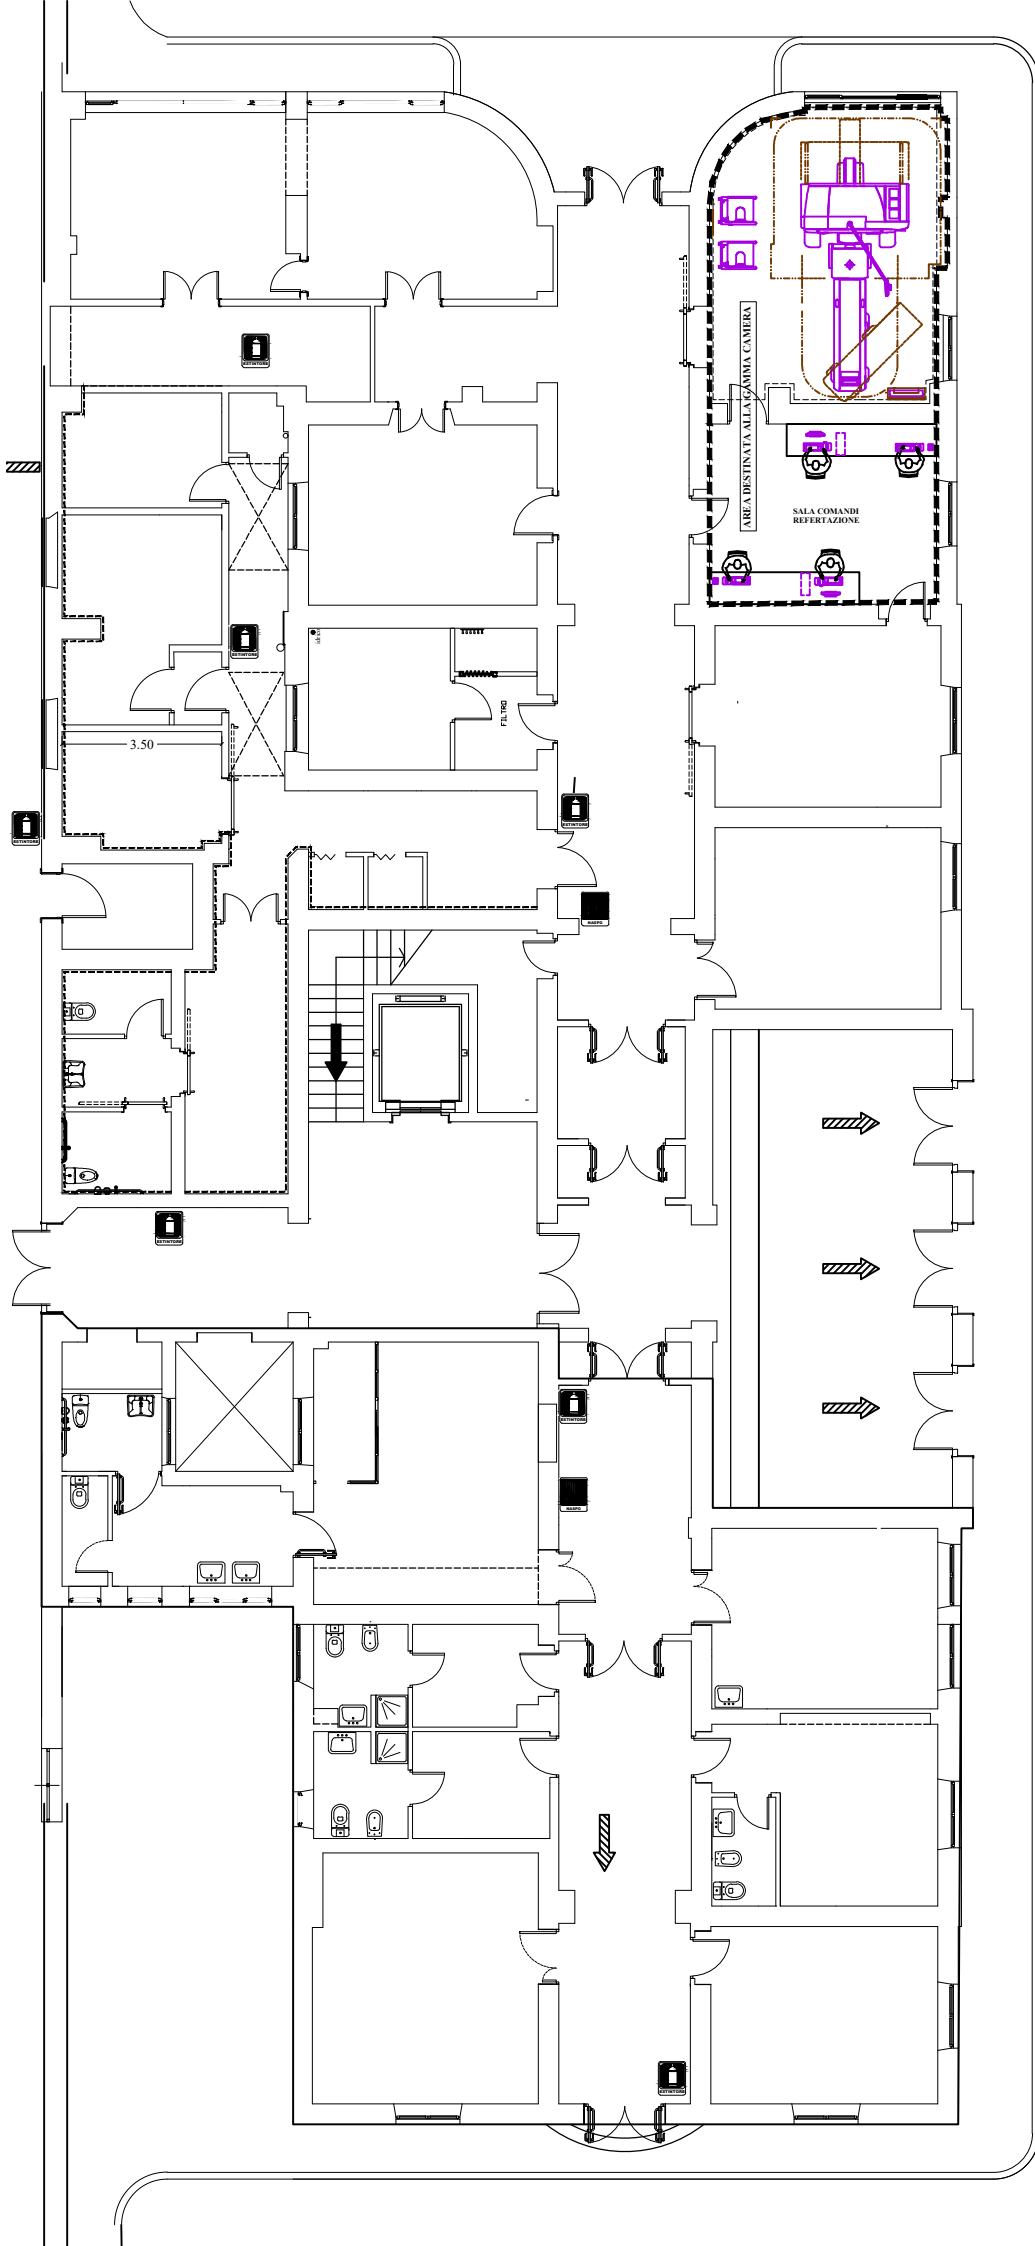 ESTINTORE
AREA DESTINATA ALLA GAMMA CAMERA
SALA COMANDI
REFERTAZIONE
ESTINTORE
FILTRO
3.50
ESTINTORE
ESTINTORE
NASPO
ESTINTORE
ESTINTORE
NASPO
ESTINTORE